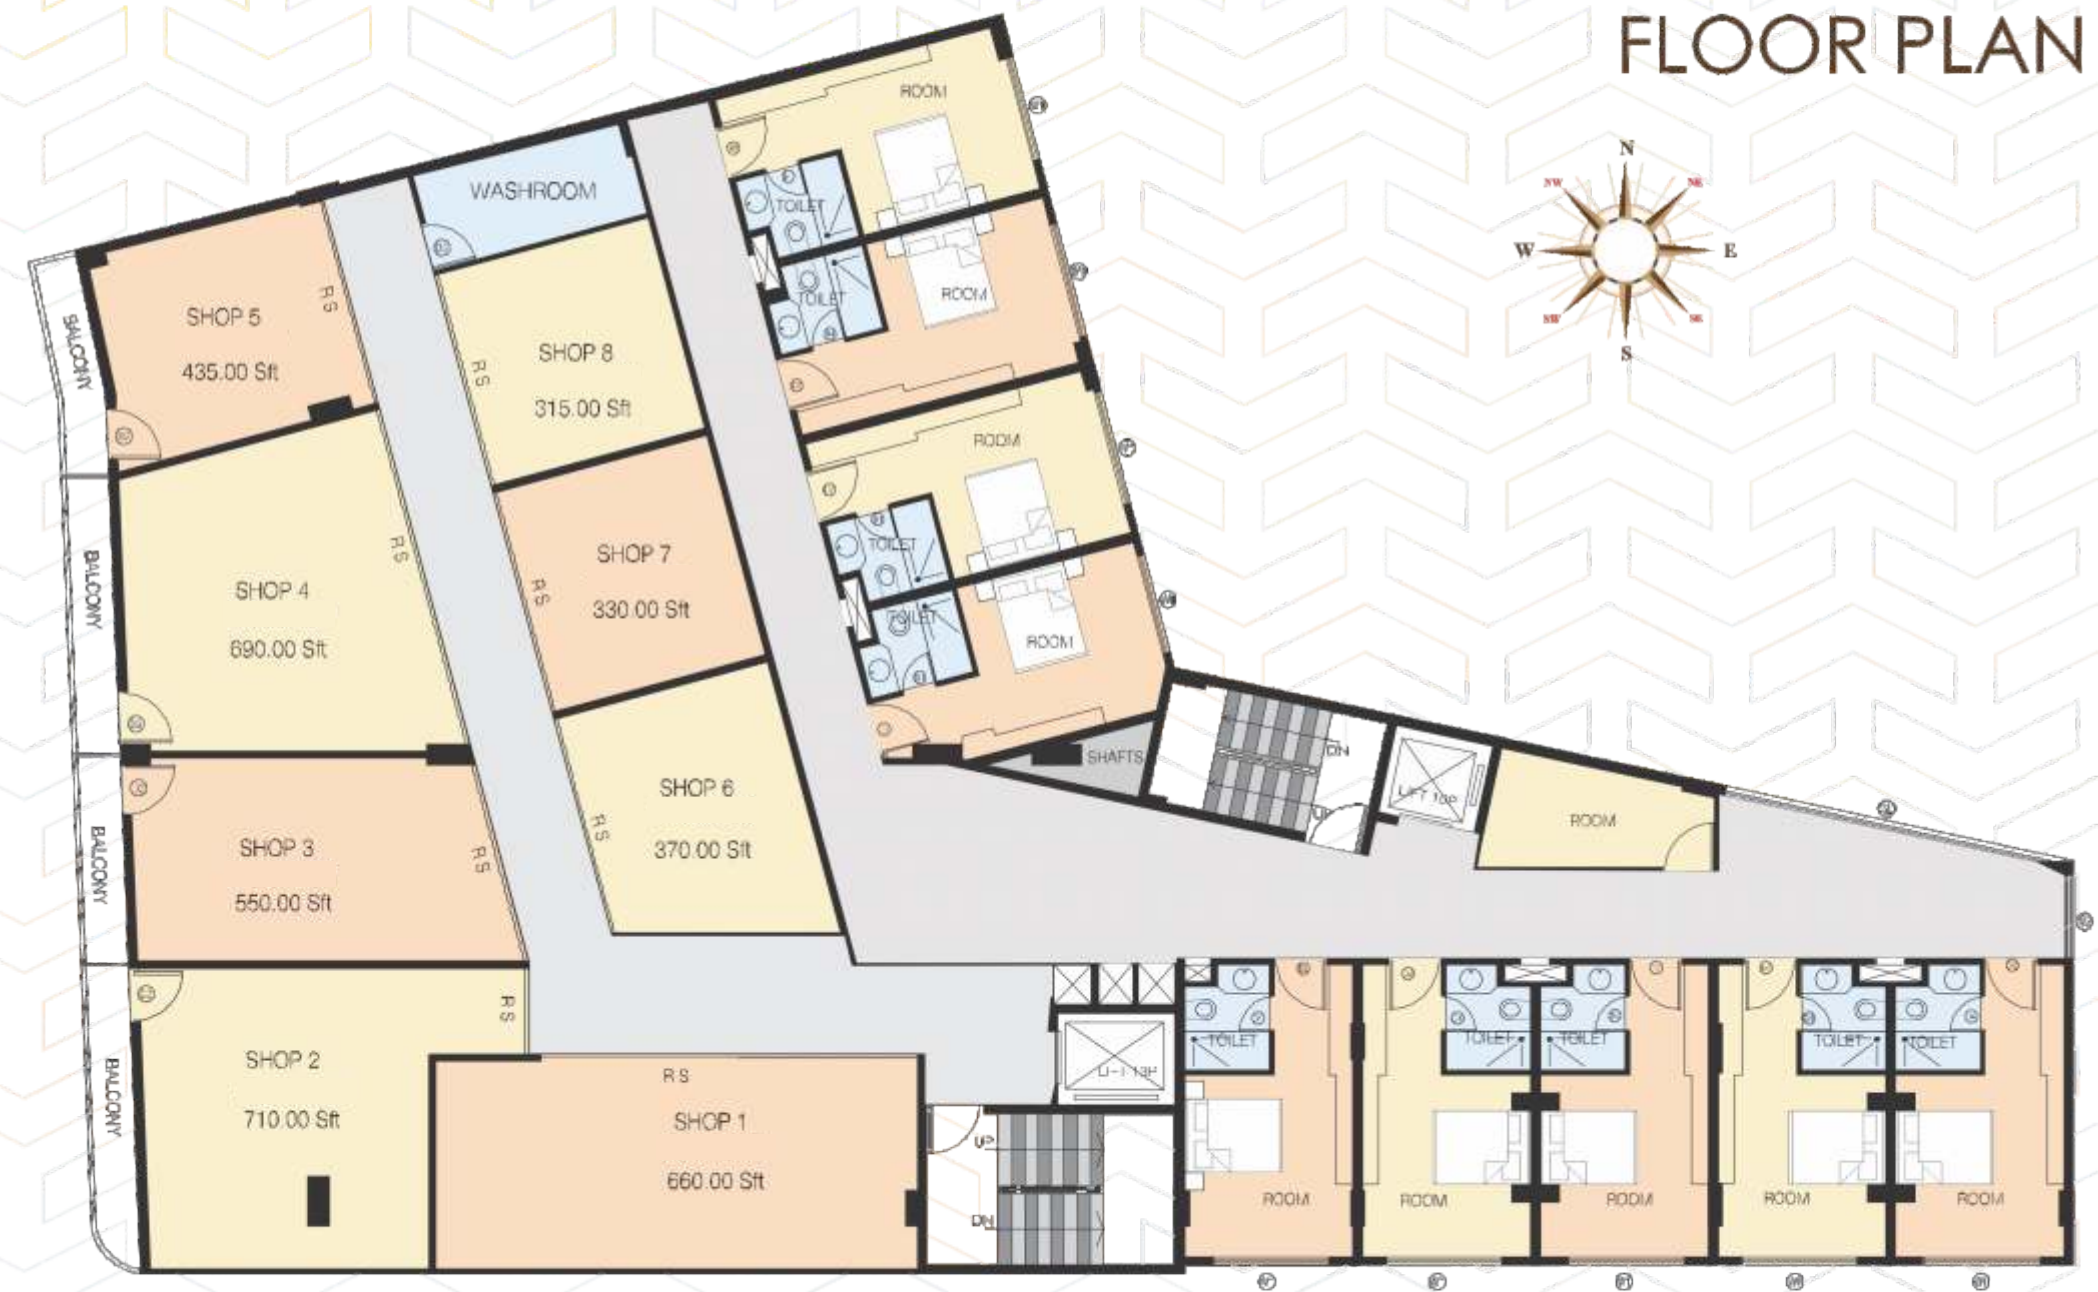 FLOOR PLAN
N
NW
NE
W
E
SW
SE
S
ROOM
WASHROOM
TOILET
ROOM
TOILET
SHOP 5
435.00 Sft
RS
BALCONY
SHOP 8
315.00 Sft
RS
ROOM
TOILET
TOILET
ROOM
SHOP 4
690.00 Sft
RS
BALCONY
SHOP 7
330.00 Sft
RS
SHAFTS
DN
UP
LIFT 10P
ROOM
SHOP 6
370.00 Sft
RS
SHOP 3
550.00 Sft
RS
BALCONY
SHOP 2
710.00 Sft
RS
BALCONY
RS
SHOP 1
660.00 Sft
LIFT 13P
UP
DN
TOILET
TOILET
TOILET
TOILET
TOILET
ROOM
ROOM
ROOM
ROOM
ROOM